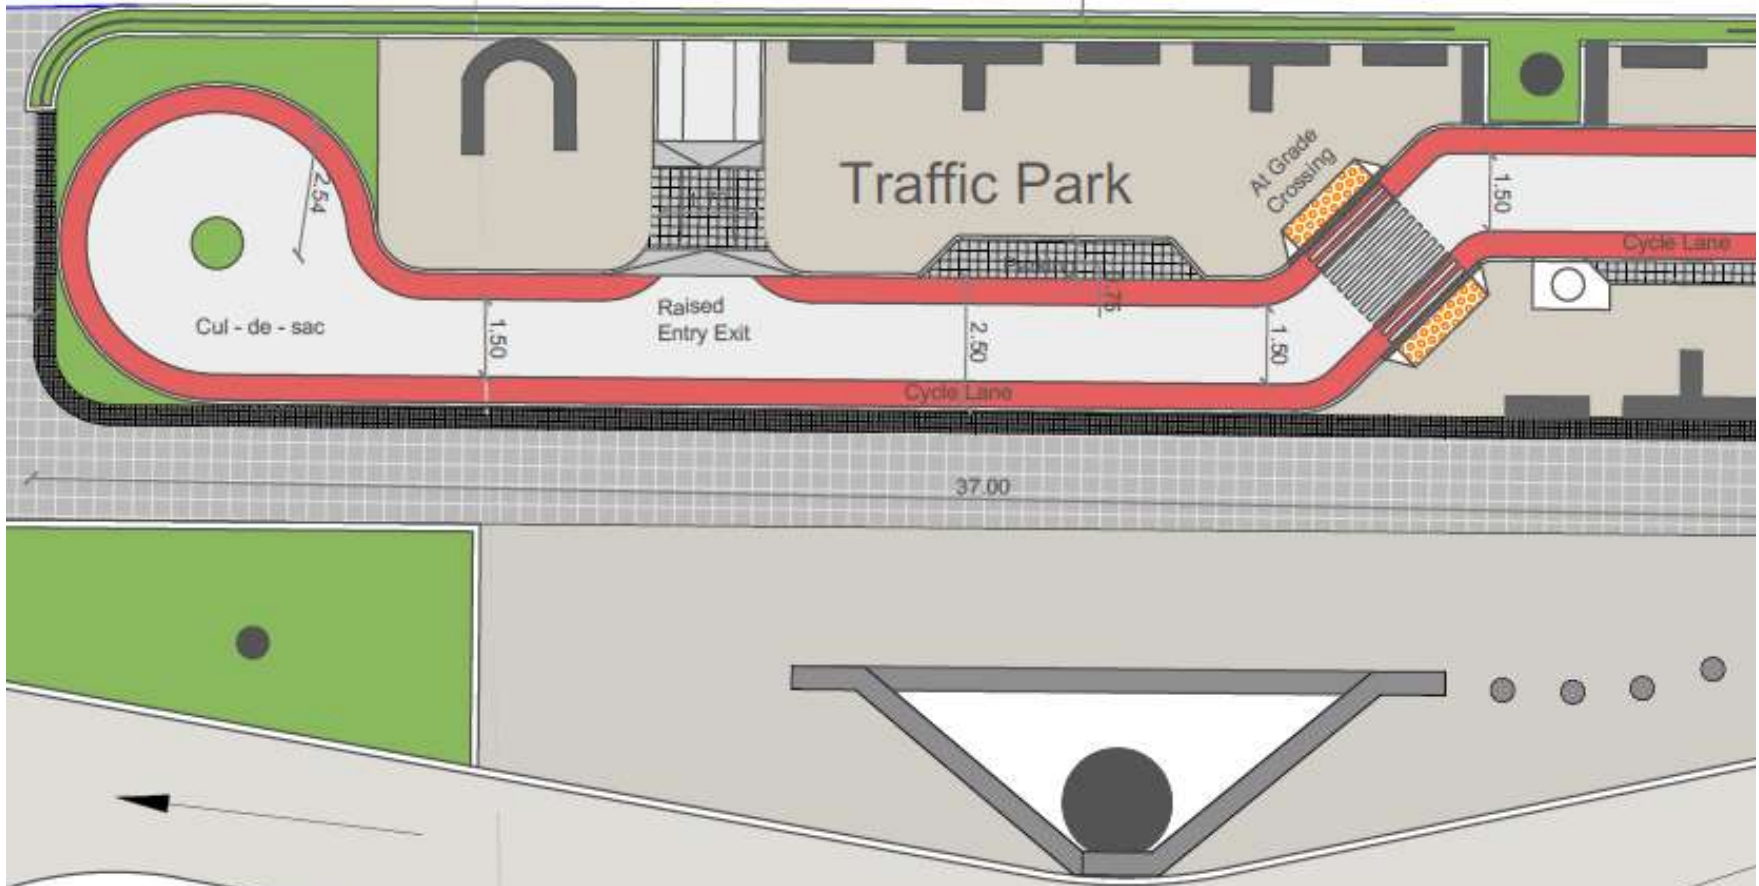 Traffic Park
At Grade
Crossing
2.54
1.50
Cycle Lane
Cul - de - sac
Raised
Entry Exit
1.50
2.50
.75
1.50
Cycle Lane
37.00